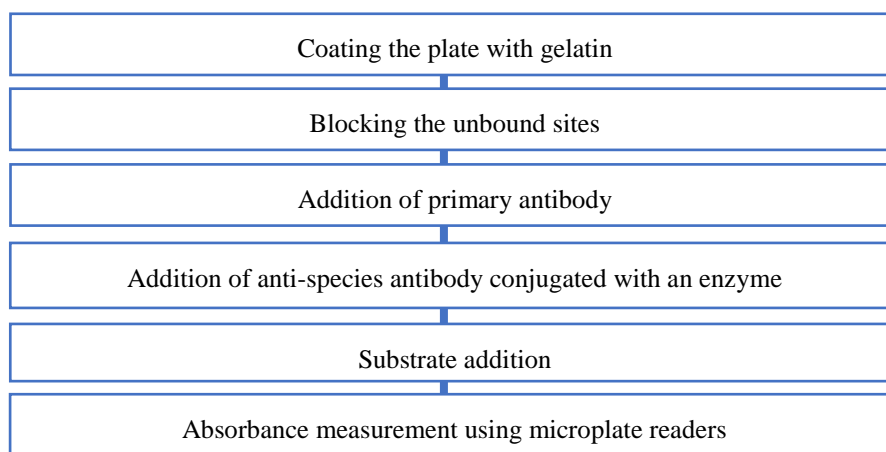 Coating the plate with gelatin
Blocking the unbound sites
Addition of primary antibody
Addition of anti-species antibody conjugated with an enzyme
Substrate addition
Absorbance measurement using microplate readers